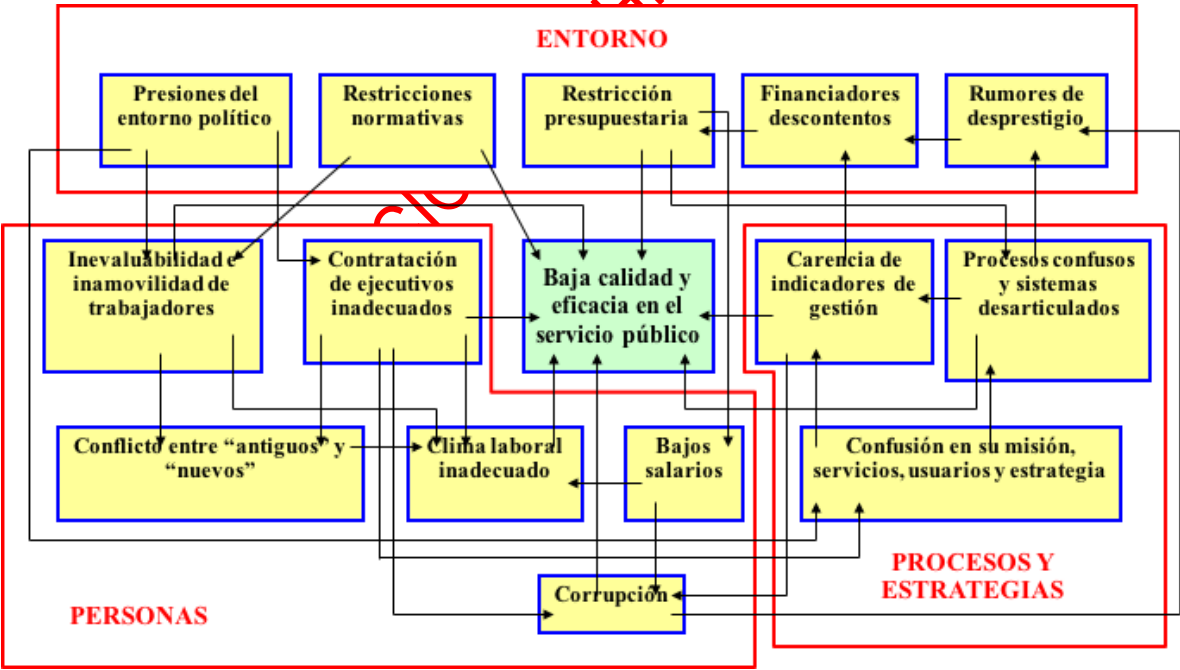 ENTORNO
Presiones del
entorno político
Restricciones
normativas
Restricción
presupuestaria
Financiadores
descontentos
Rumores de
desprestigio
Inevaluabilidad e
inamovilidad de
trabajadores
Contratación
de ejecutivos
inadecuados
Baja calidad y
eficacia en el
servicio público
Carencia de
indicadores de
gestión
Procesos confusos
y sistemas
desarticulados
Conflicto entre “antiguos” y
“nuevos”
Clima laboral
inadecuado
Bajos
salarios
Confusión en su misión,
servicios, usuarios y estrategia
Corrupción
PERSONAS
PROCESOS Y
ESTRATEGIAS